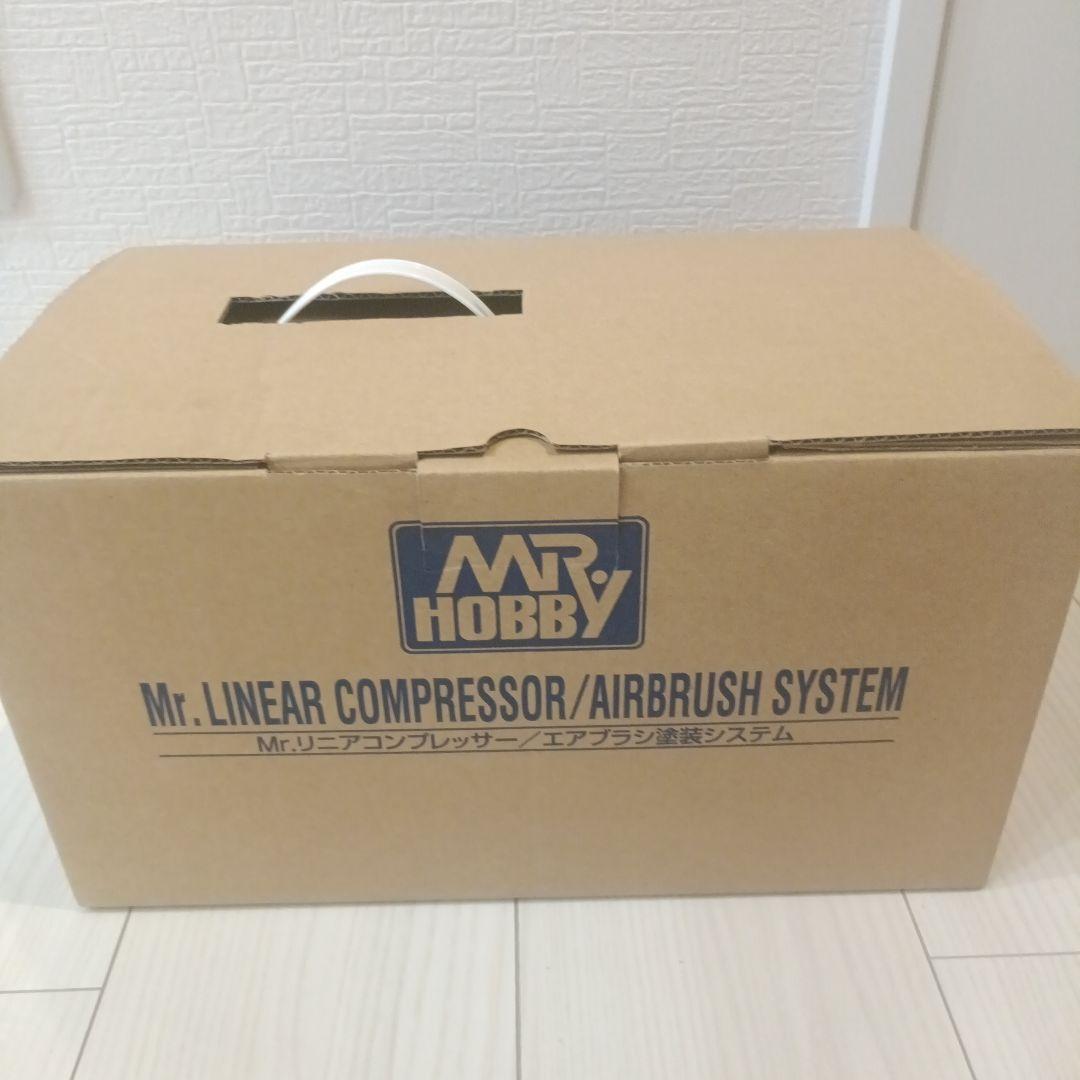 MR.
HOBBY
Mr. LINEAR COMPRESSOR/AIRBRUSH SYSTEM
Mr.リニアコンプレッサー／エアブラシ塗装システム